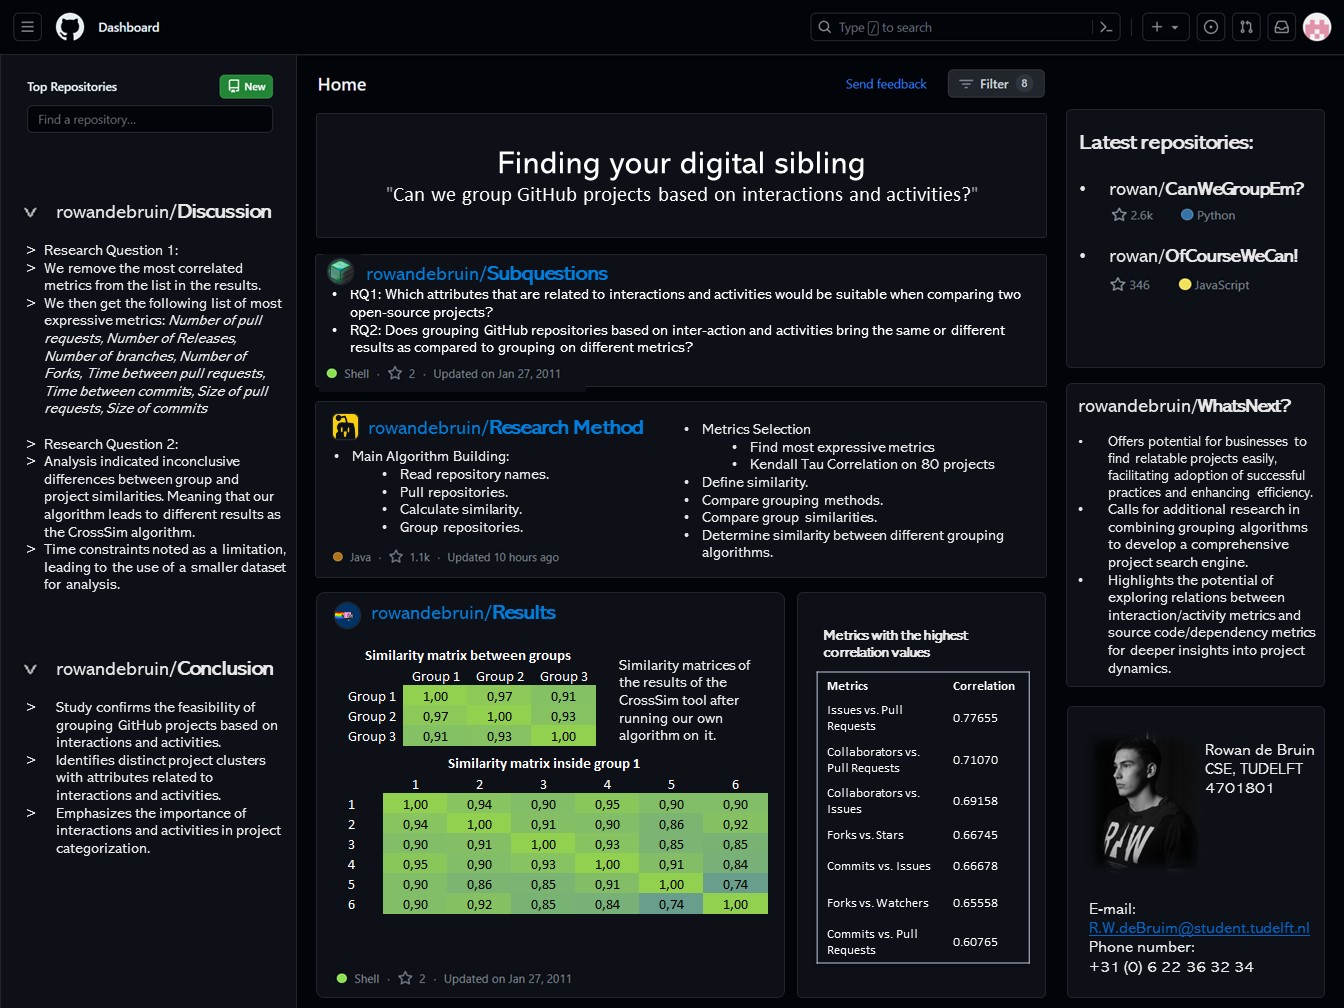 Dashboard
Type / to search
Top Repositories
New
Find a repository...
rowandebruin/Discussion
> Research Question 1:
> We remove the most correlated
metrics from the list in the results.
> We then get the following list of most
expressive metrics: Number of pull
requests, Number of Releases,
Number of branches, Number of
Forks, Time between pull requests,
Time between commits, Size of pull
requests, Size of commits
> Research Question 2:
> Analysis indicated inconclusive
differences between group and
project similarities. Meaning that our
algorithm leads to different results as
the CrossSim algorithm.
> Time constraints noted as a limitation,
leading to the use of a smaller dataset
for analysis.
rowandebruin/Conclusion
> Study confirms the feasibility of
grouping GitHub projects based on
interactions and activities.
> Identifies distinct project clusters
with attributes related to
interactions and activities.
> Emphasizes the importance of
interactions and activities in project
categorization.
Home
Send feedback
Filter 8
Finding your digital sibling
"Can we group GitHub projects based on interactions and activities?"
rowandebruin/Subquestions
• RQ1: Which attributes that are related to interactions and activities would be suitable when comparing two
open-source projects?
• RQ2: Does grouping GitHub repositories based on inter-action and activities bring the same or different
results as compared to grouping on different metrics?
Shell · 2 · Updated on Jan 27, 2011
rowandebruin/Research Method
• Main Algorithm Building:
• Read repository names.
• Pull repositories.
• Calculate similarity.
• Group repositories.
Java · 1.1k · Updated 10 hours ago
• Metrics Selection
• Find most expressive metrics
• Kendall Tau Correlation on 80 projects
• Define similarity.
• Compare grouping methods.
• Compare group similarities.
• Determine similarity between different grouping
algorithms.
rowandebruin/Results
Similarity matrix between groups
Group 1 Group 2 Group 3
Group 1 1,00 0,97 0,91
Group 2 0,97 1,00 0,93
Group 3 0,91 0,93 1,00
Similarity matrices of
the results of the
CrossSim tool after
running our own
algorithm on it.
Similarity matrix inside group 1
1 2 3 4 5 6
1 1,00 0,94 0,90 0,95 0,90 0,90
2 0,94 1,00 0,91 0,90 0,86 0,92
3 0,90 0,91 1,00 0,93 0,85 0,85
4 0,95 0,90 0,93 1,00 0,91 0,84
5 0,90 0,86 0,85 0,91 1,00 0,74
6 0,90 0,92 0,85 0,84 0,74 1,00
Shell · 2 · Updated on Jan 27, 2011
Metrics with the highest
correlation values
Metrics Correlation
Issues vs. Pull
Requests 0.77655
Collaborators vs.
Pull Requests 0.71070
Collaborators vs.
Issues 0.69158
Forks vs. Stars 0.66745
Commits vs. Issues 0.66678
Forks vs. Watchers 0.65558
Commits vs. Pull
Requests 0.60765
Latest repositories:
• rowan/CanWeGroupEm?
2.6k Python
• rowan/OfCourseWeCan!
346 JavaScript
rowandebruin/WhatsNext?
• Offers potential for businesses to
find relatable projects easily,
facilitating adoption of successful
practices and enhancing efficiency.
• Calls for additional research in
combining grouping algorithms
to develop a comprehensive
project search engine.
• Highlights the potential of
exploring relations between
interaction/activity metrics and
source code/dependency metrics
for deeper insights into project
dynamics.
RAW
Rowan de Bruin
CSE, TUDELFT
4701801
E-mail:
R.W.deBruim@student.tudelft.nl
Phone number:
+31 (0) 6 22 36 32 34